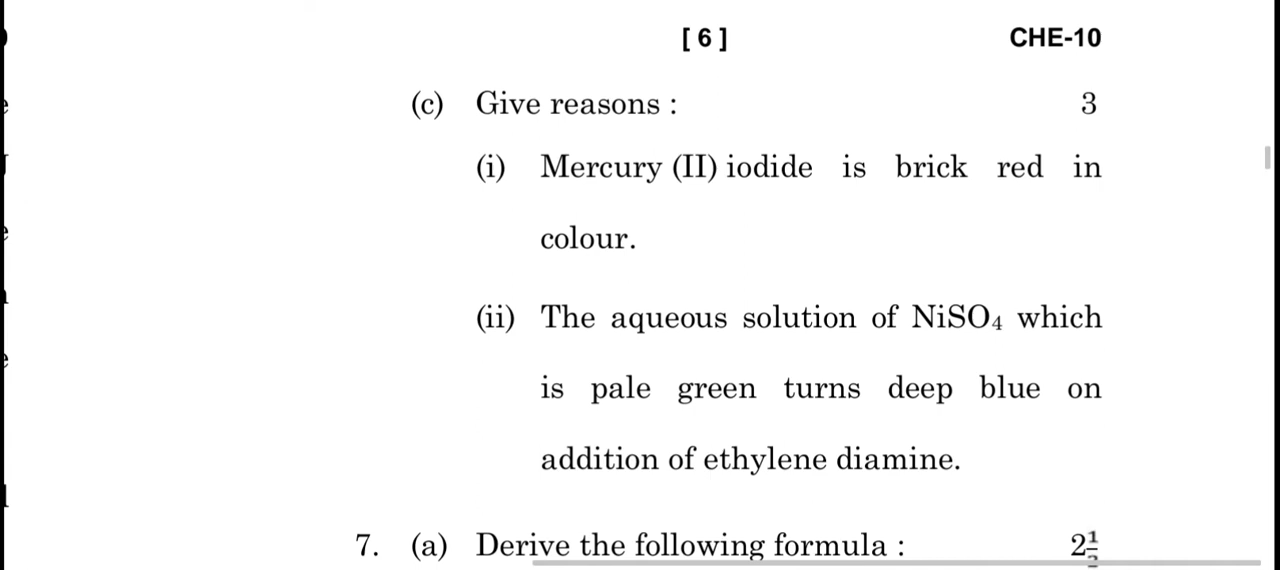 [ 6 ] CHE-10
(c) Give reasons : 3
(i) Mercury (II) iodide is brick red in
colour.
(ii) The aqueous solution of NiSO₄ which
is pale green turns deep blue on
addition of ethylene diamine.
7. (a) Derive the following formula : 2½